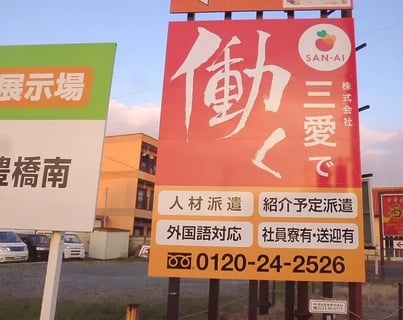 展示場
豊橋南
SAN-AI
株式会社
三愛で
働く
人材派遣
紹介予定派遣
外国語対応
社員寮有・送迎有
0120-24-2526